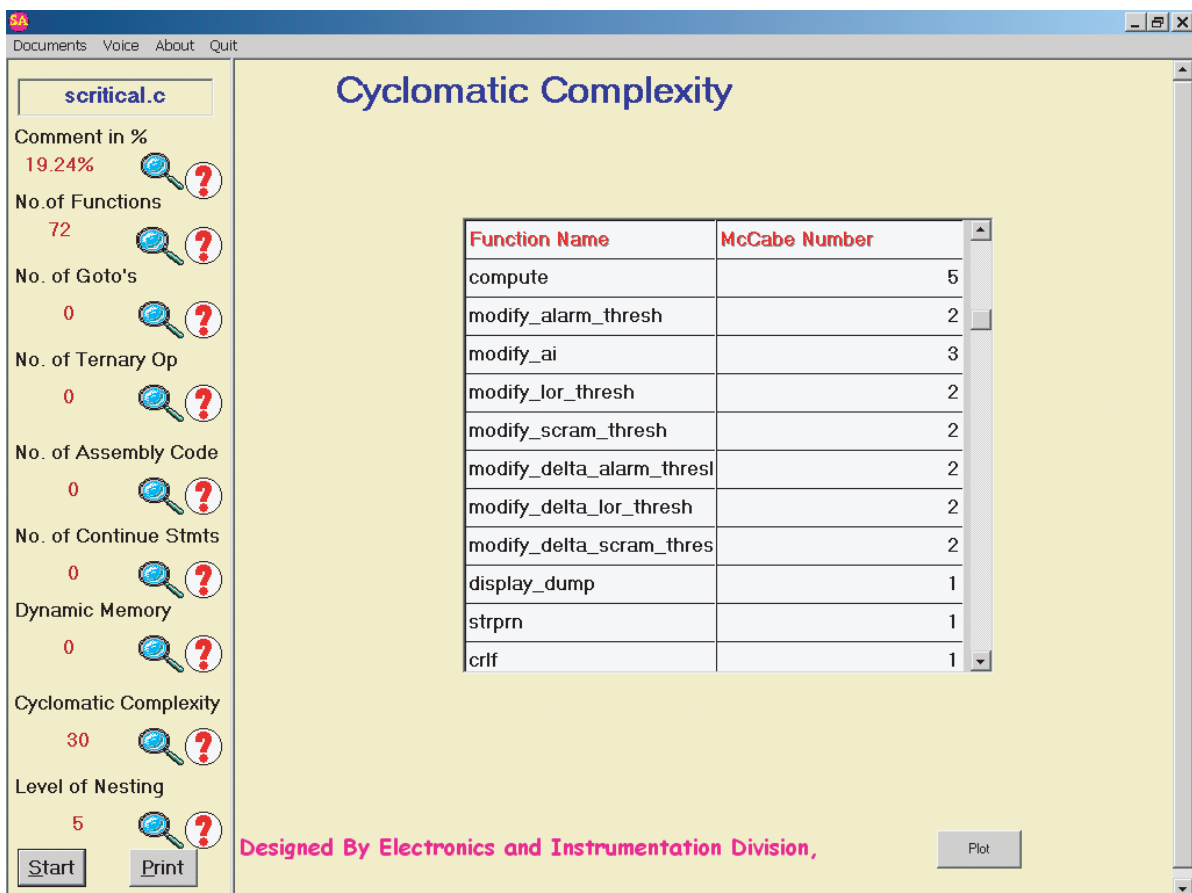 SA
Documents Voice About Quit
scritical.c
Comment in %
19.24%
No.of Functions
72
No. of Goto's
0
No. of Ternary Op
0
No. of Assembly Code
0
No. of Continue Stmts
0
Dynamic Memory
0
Cyclomatic Complexity
30
Level of Nesting
5
Start Print
Cyclomatic Complexity
Function Name McCabe Number
compute 5
modify_alarm_thresh 2
modify_ai 3
modify_lor_thresh 2
modify_scram_thresh 2
modify_delta_alarm_thresl 2
modify_delta_lor_thresh 2
modify_delta_scram_thres 2
display_dump 1
strprn 1
crlf 1
Designed By Electronics and Instrumentation Division,
Plot